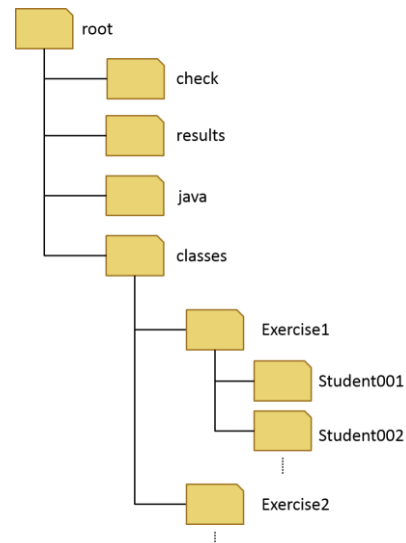 root
check
results
java
classes
Exercise1
Student001
Student002
Exercise2